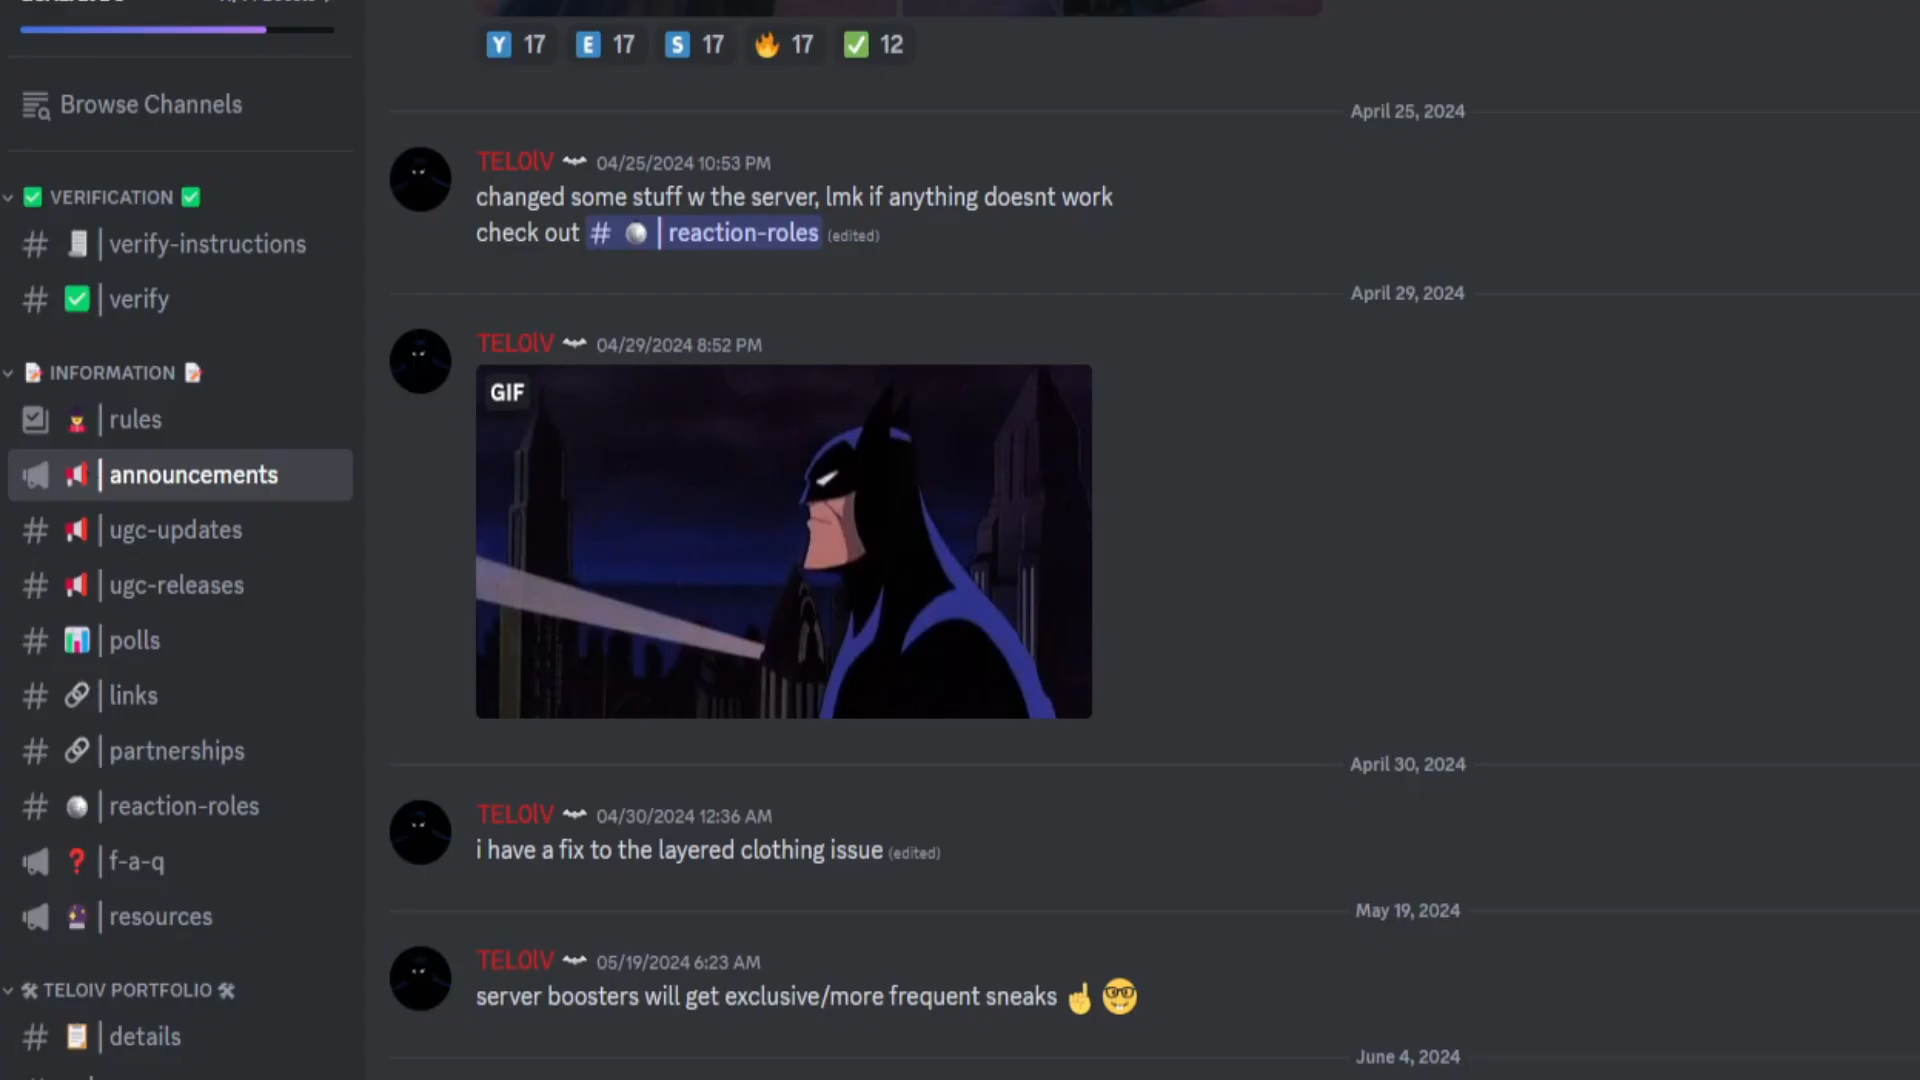 Browse Channels
VERIFICATION
verify-instructions
verify
INFORMATION
rules
announcements
ugc-updates
ugc-releases
polls
links
partnerships
reaction-roles
f-a-q
resources
TELOIV PORTFOLIO
details
Y 17 E 17 S 17 17 12
April 25, 2024
TEL0lV 04/25/2024 10:53 PM
changed some stuff w the server, lmk if anything doesnt work
check out # | reaction-roles (edited)
April 29, 2024
TEL0lV 04/29/2024 8:52 PM
GIF
April 30, 2024
TEL0lV 04/30/2024 12:36 AM
i have a fix to the layered clothing issue (edited)
May 19, 2024
TEL0lV 05/19/2024 6:23 AM
server boosters will get exclusive/more frequent sneaks
June 4, 2024